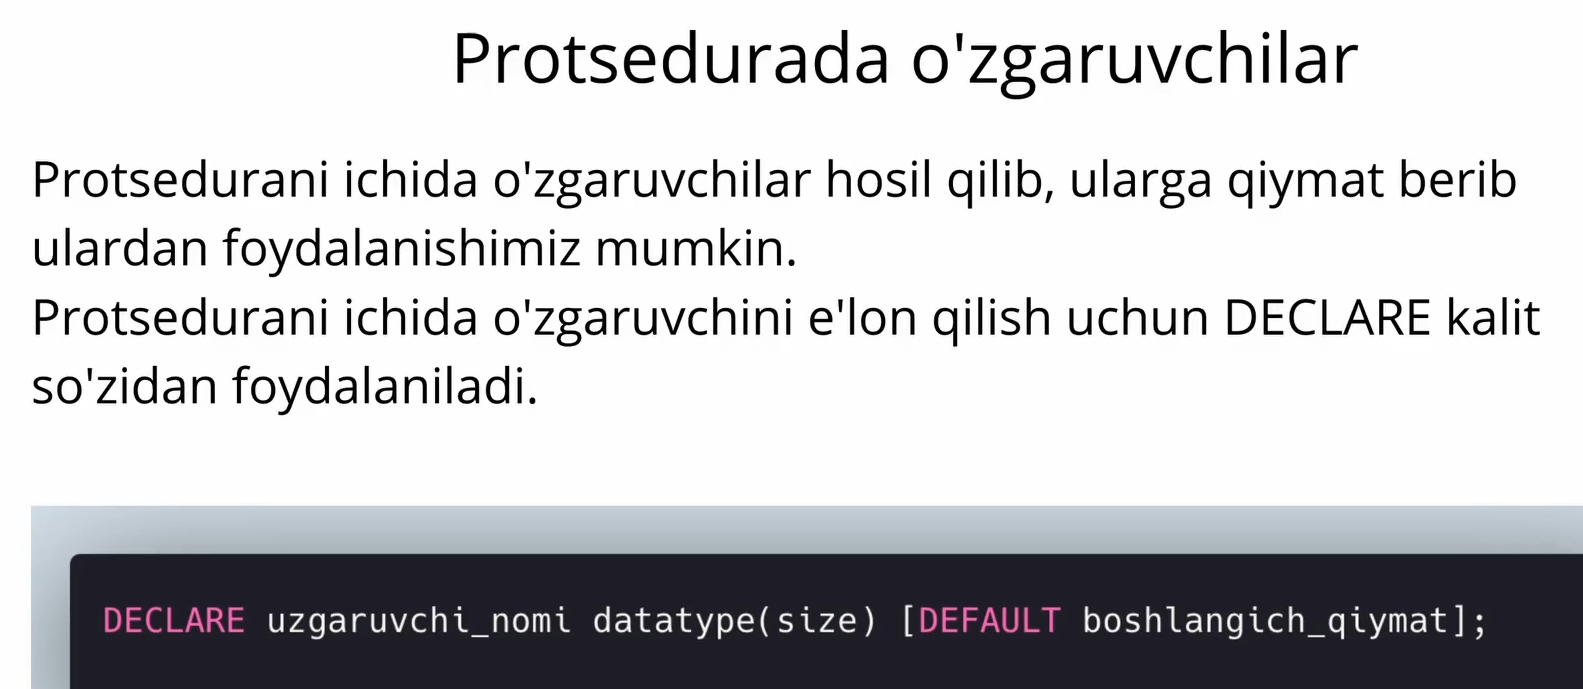 Protsedurada o'zgaruvchilar
Protsedurani ichida o'zgaruvchilar hosil qilib, ularga qiymat berib
ulardan foydalanishimiz mumkin.
Protsedurani ichida o'zgaruvchini e'lon qilish uchun DECLARE kalit
so'zidan foydalaniladi.
DECLARE uzgaruvchi_nomi datatype(size) [DEFAULT boshlangich_qiymat];